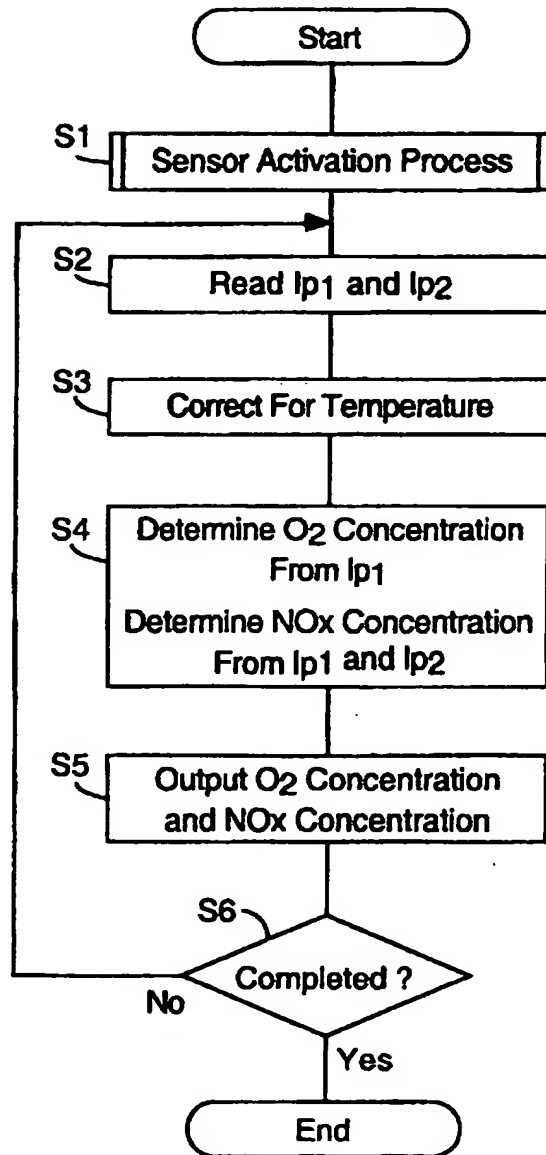 Start
S1
Sensor Activation Process
S2
Read Ip1 and Ip2
S3
Correct For Temperature
S4
Determine O2 Concentration
From Ip1
Determine NOx Concentration
From Ip1 and Ip2
S5
Output O2 Concentration
and NOx Concentration
S6
Completed ?
No
Yes
End